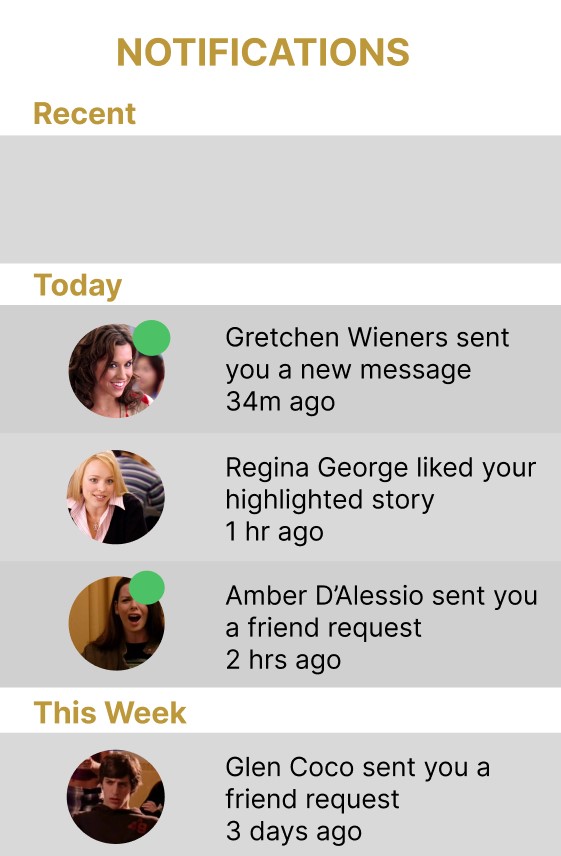 NOTIFICATIONS
Recent
Today
Gretchen Wieners sent
you a new message
34m ago
Regina George liked your
highlighted story
1 hr ago
Amber D’Alessio sent you
a friend request
2 hrs ago
This Week
Glen Coco sent you a
friend request
3 days ago